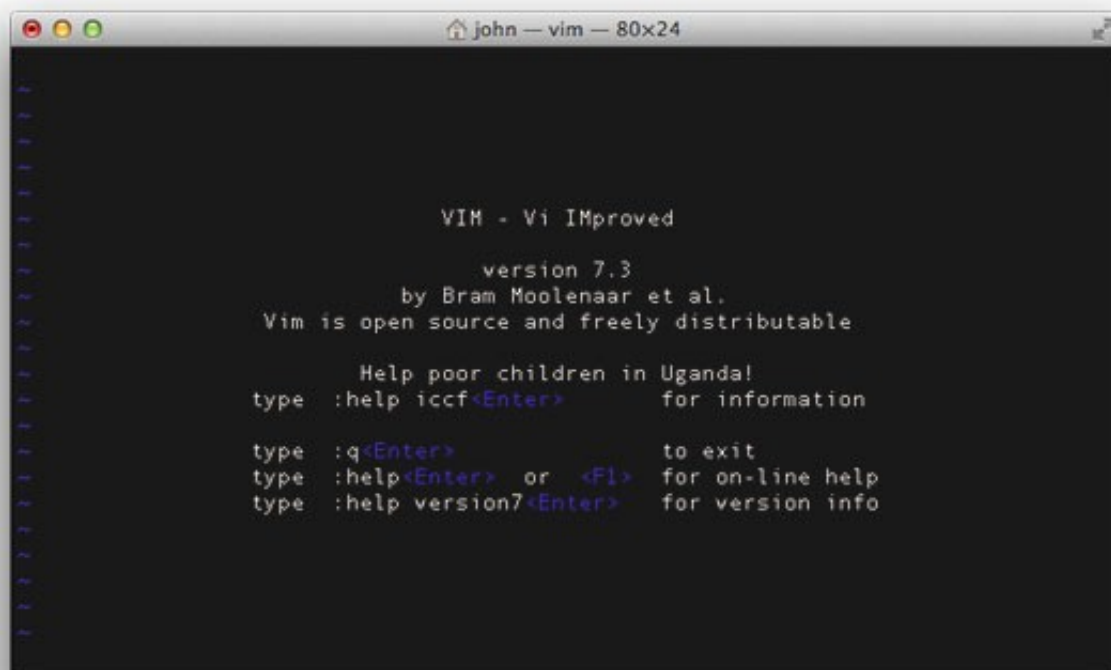 john — vim — 80×24
~
~
~
~
~
~ VIM - Vi IMproved
~
~ version 7.3
~ by Bram Moolenaar et al.
~ Vim is open source and freely distributable
~
~ Help poor children in Uganda!
~ type :help iccf<Enter> for information
~
~ type :q<Enter> to exit
~ type :help<Enter> or <F1> for on-line help
~ type :help version7<Enter> for version info
~
~
~
~
~